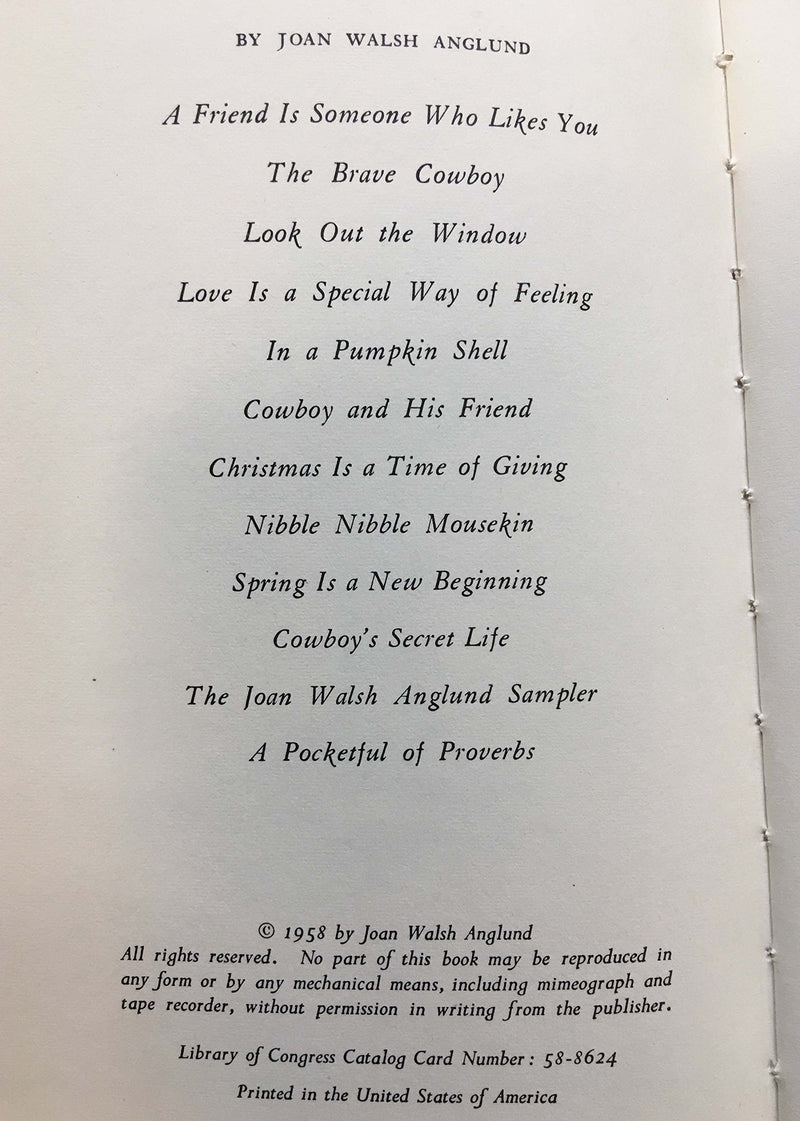 BY JOAN WALSH ANGLUND
A Friend Is Someone Who Likes You
The Brave Cowboy
Look Out the Window
Love Is a Special Way of Feeling
In a Pumpkin Shell
Cowboy and His Friend
Christmas Is a Time of Giving
Nibble Nibble Mousekin
Spring Is a New Beginning
Cowboy's Secret Life
The Joan Walsh Anglund Sampler
A Pocketful of Proverbs
© 1958 by Joan Walsh Anglund
All rights reserved. No part of this book may be reproduced in
any form or by any mechanical means, including mimeograph and
tape recorder, without permission in writing from the publisher.
Library of Congress Catalog Card Number: 58-8624
Printed in the United States of America